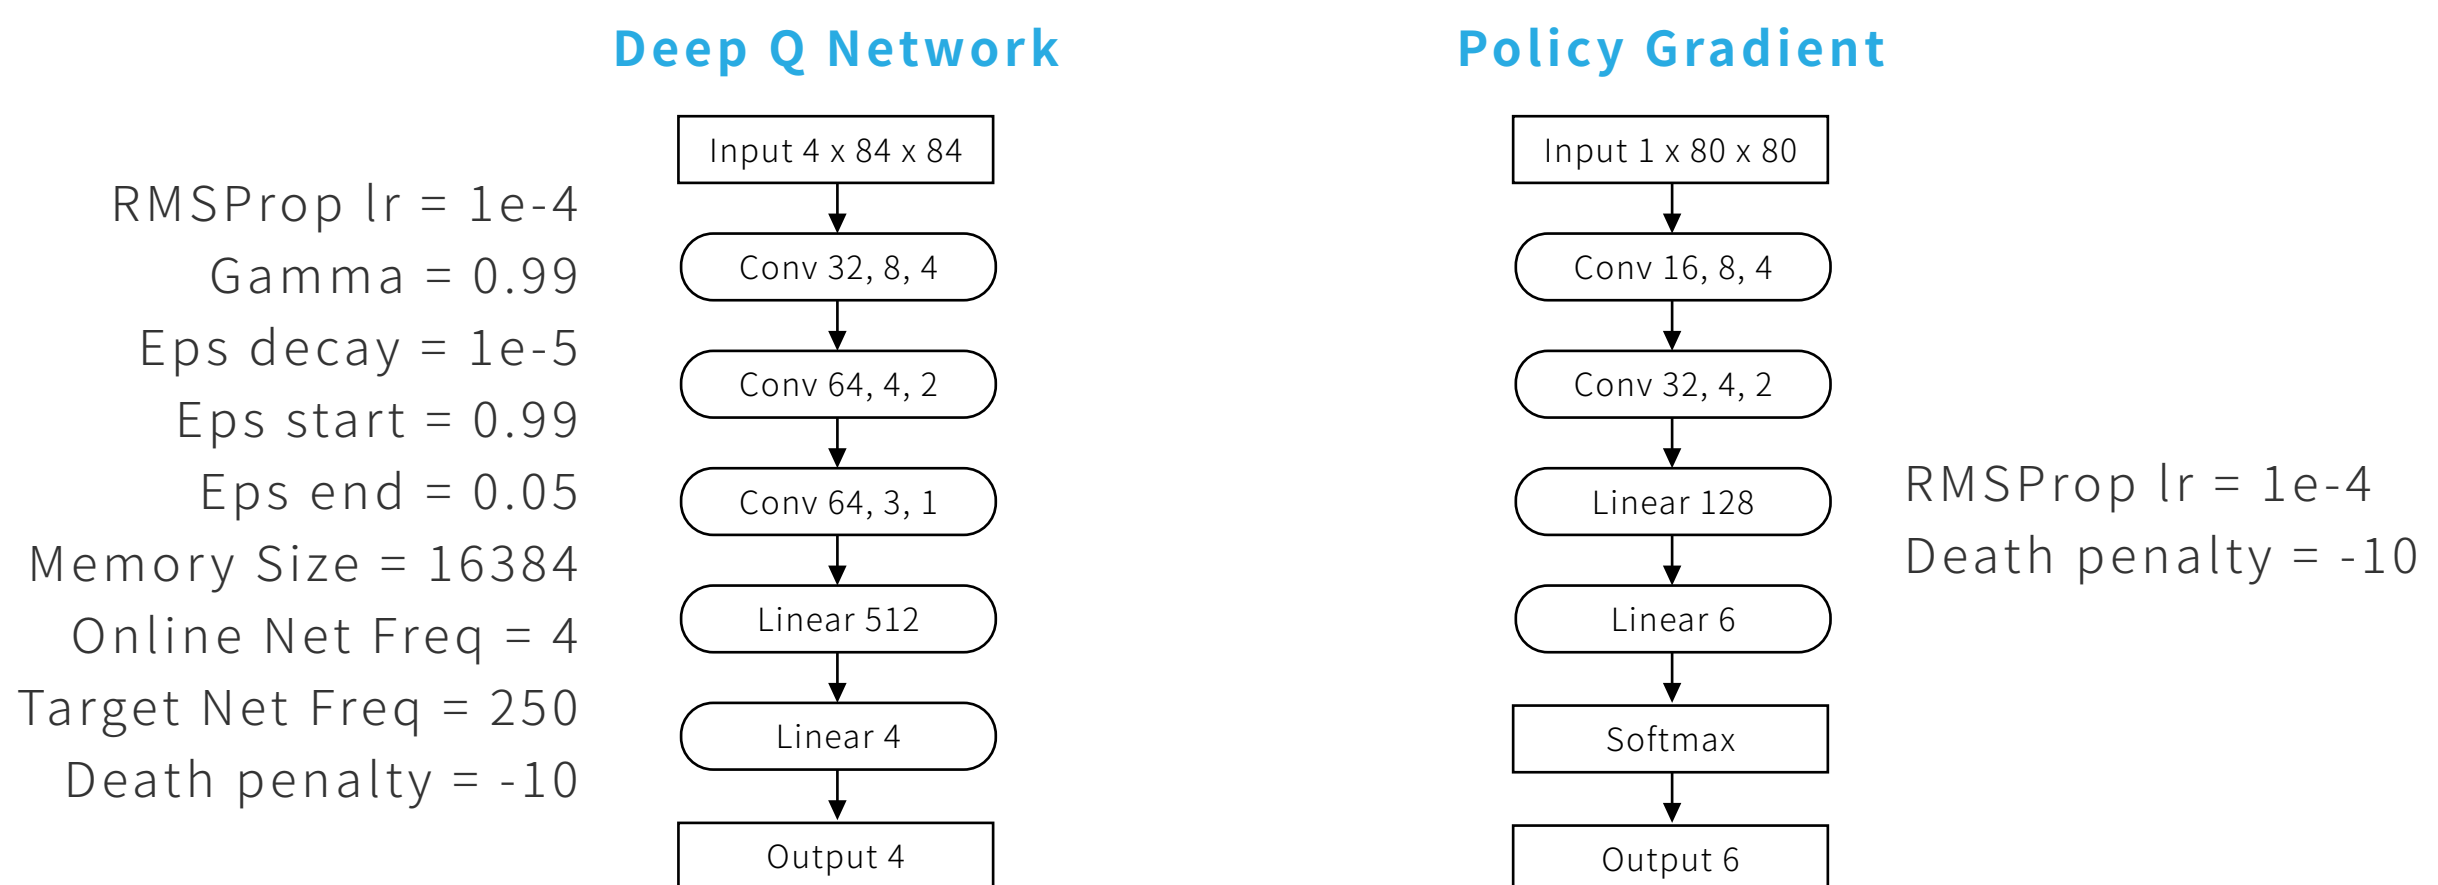 Deep Q Network
RMSProp lr = 1e-4
Gamma = 0.99
Eps decay = 1e-5
Eps start = 0.99
Eps end = 0.05
Memory Size = 16384
Online Net Freq = 4
Target Net Freq = 250
Death penalty = -10
Input 4 x 84 x 84
Conv 32, 8, 4
Conv 64, 4, 2
Conv 64, 3, 1
Linear 512
Linear 4
Output 4
Policy Gradient
Input 1 x 80 x 80
Conv 16, 8, 4
Conv 32, 4, 2
Linear 128
Linear 6
Softmax
Output 6
RMSProp lr = 1e-4
Death penalty = -10